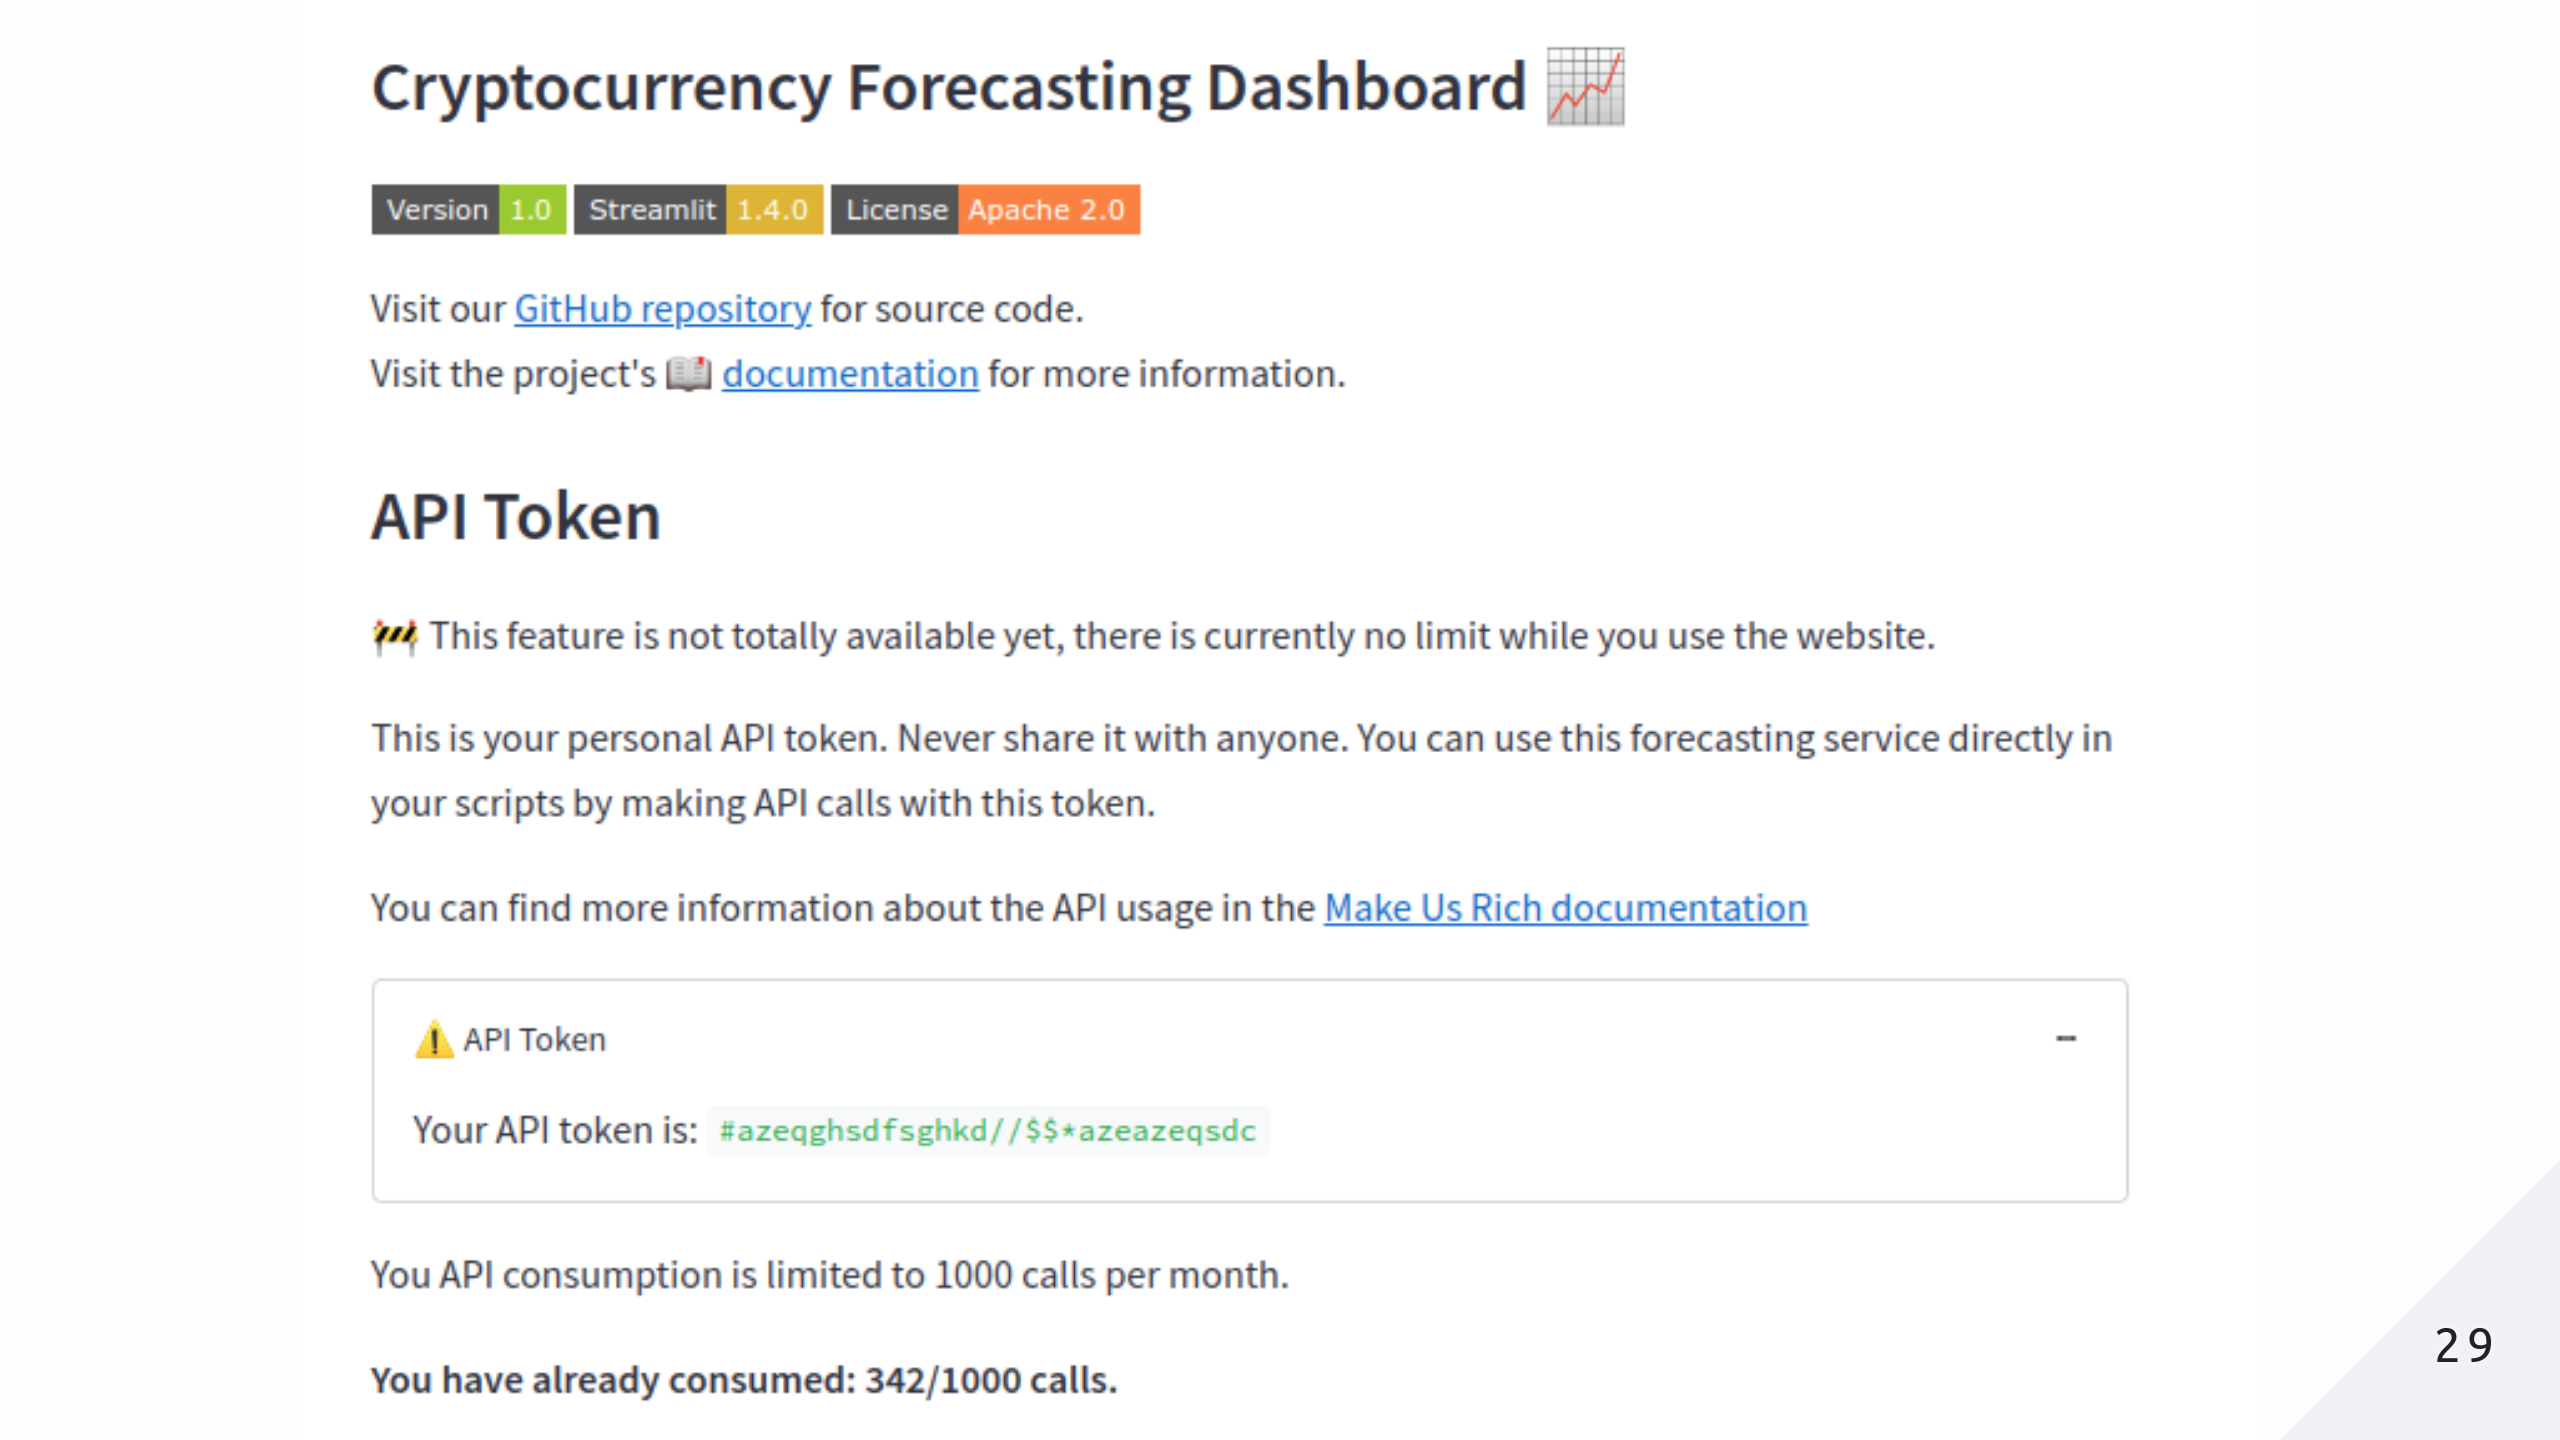 Cryptocurrency Forecasting Dashboard
Version 1.0 Streamlit 1.4.0 License Apache 2.0
Visit our GitHub repository for source code.
Visit the project's documentation for more information.
API Token
This feature is not totally available yet, there is currently no limit while you use the website.
This is your personal API token. Never share it with anyone. You can use this forecasting service directly in
your scripts by making API calls with this token.
You can find more information about the API usage in the Make Us Rich documentation
API Token
Your API token is: #azeqghsdfsghkd//$$*azeazeqsdc
You API consumption is limited to 1000 calls per month.
You have already consumed: 342/1000 calls.
29